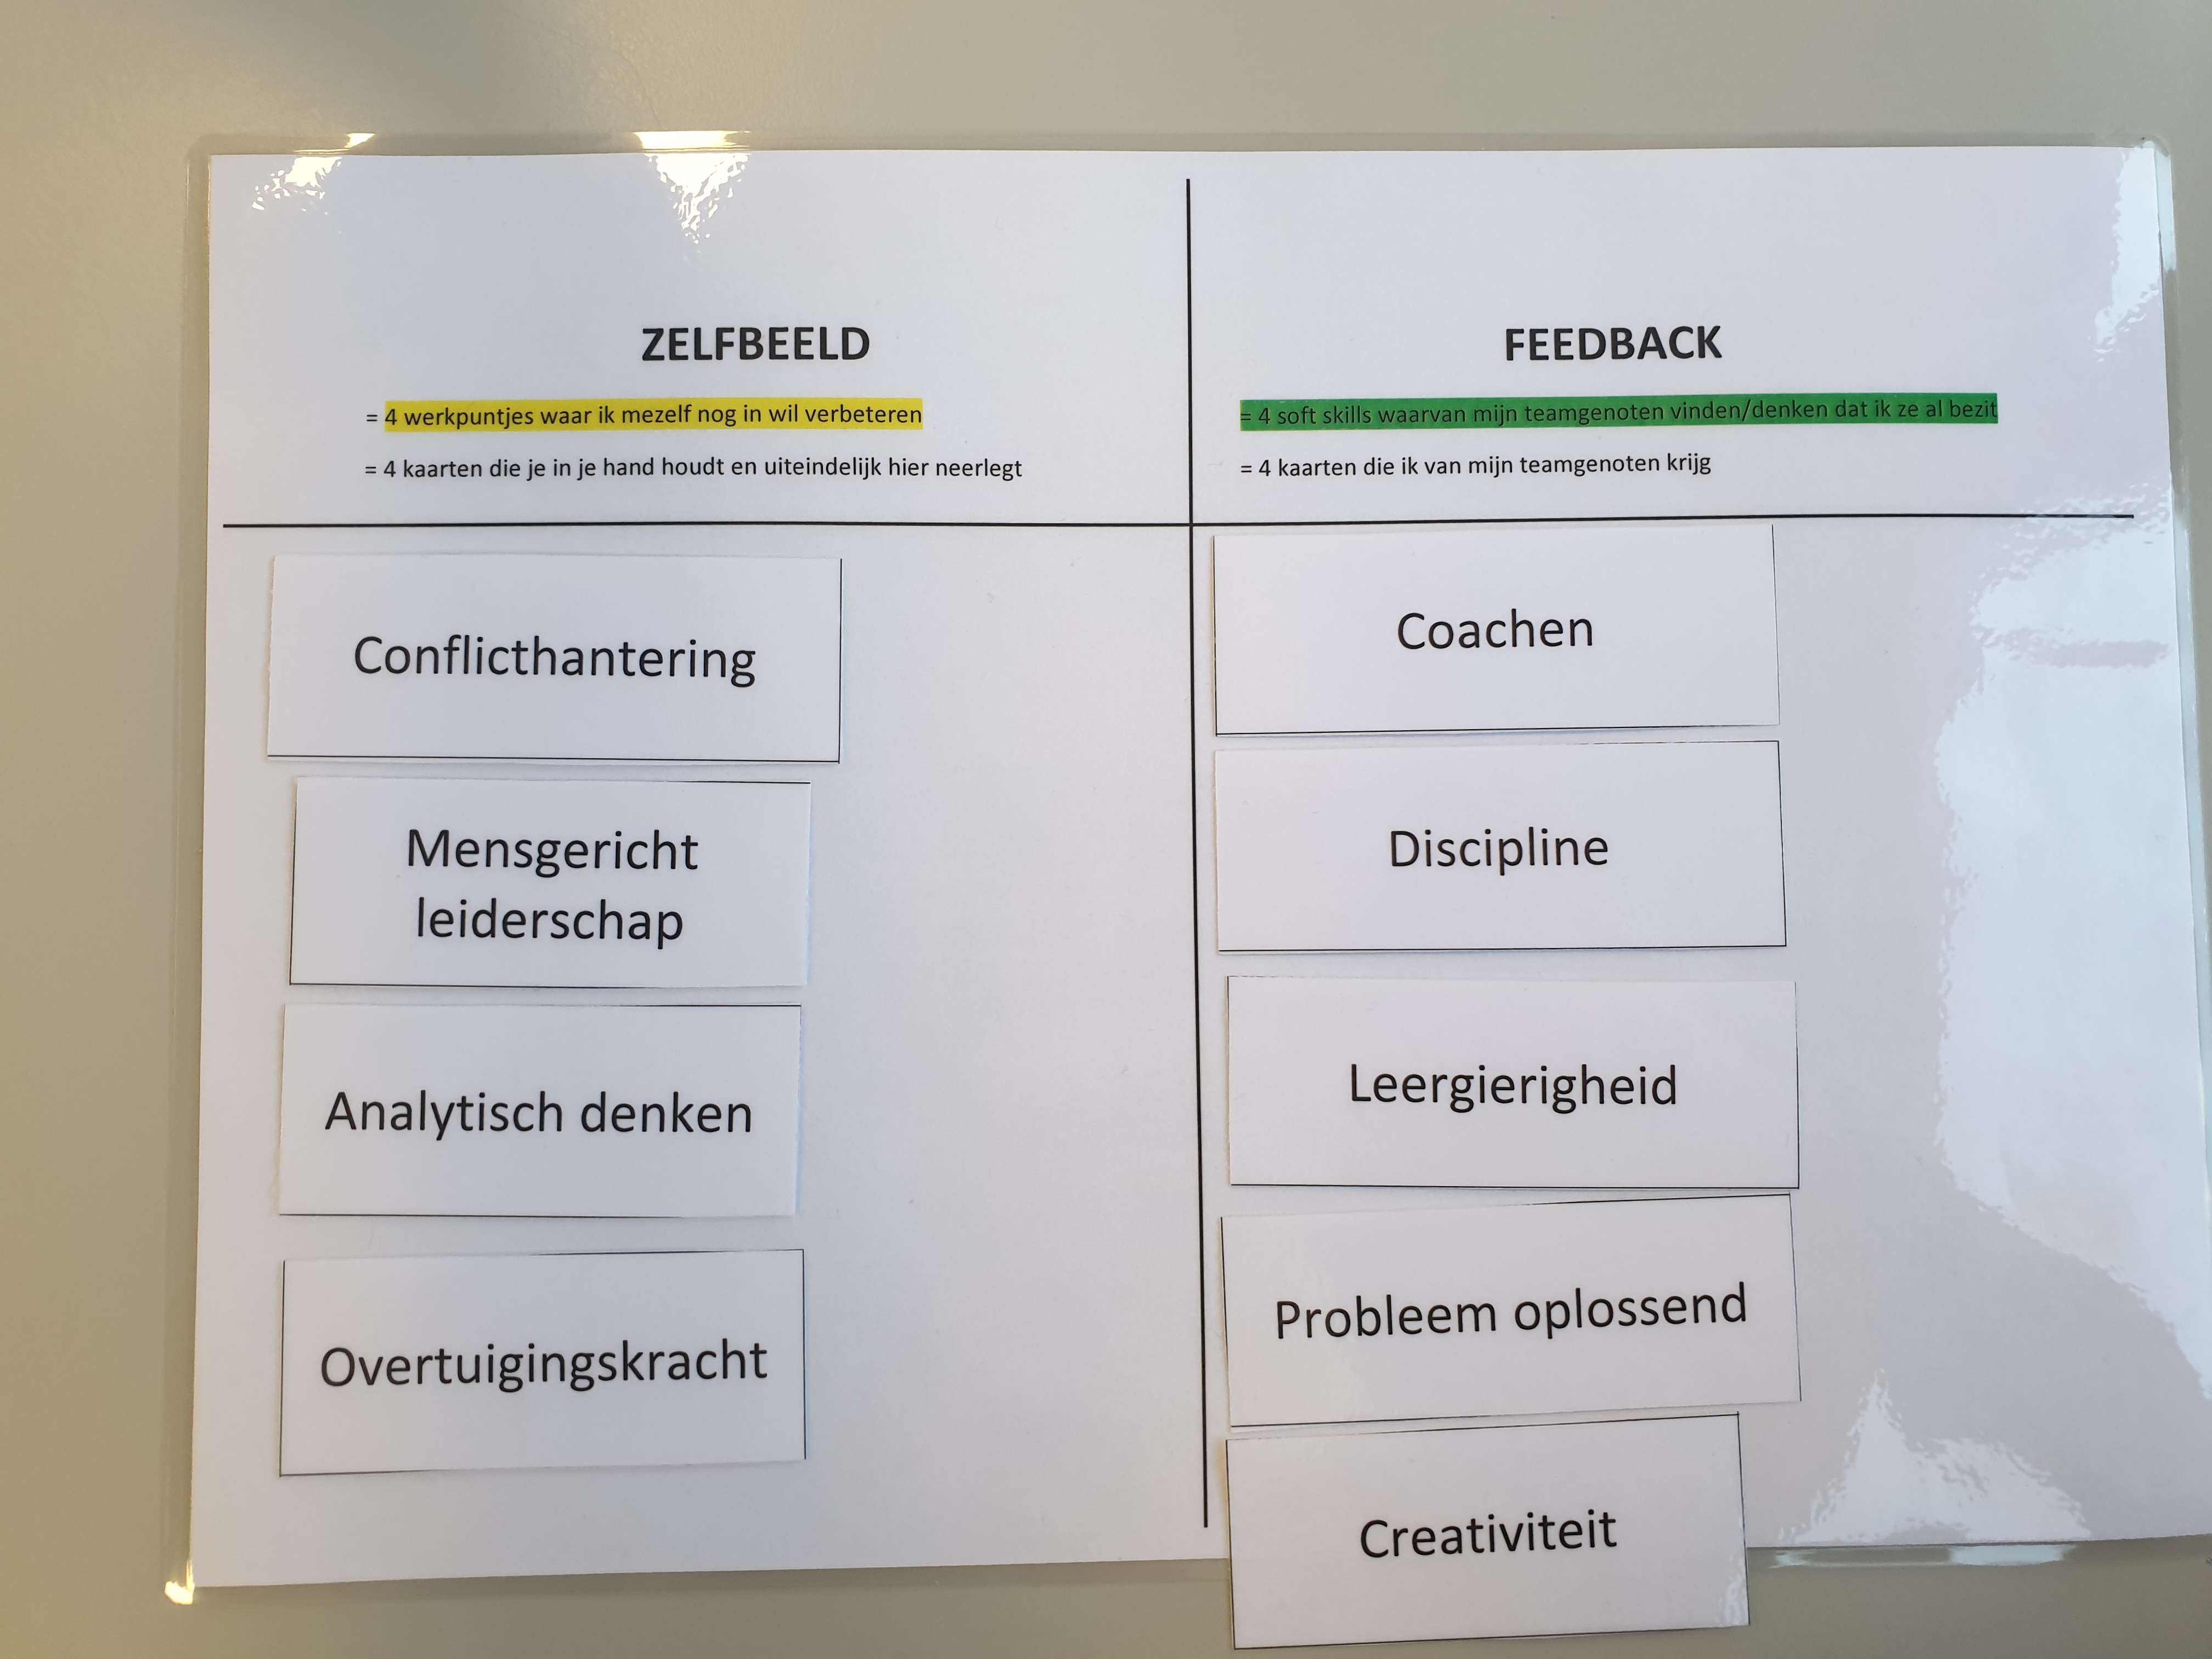 ZELFBEELD
= 4 werkpuntjes waar ik mezelf nog in wil verbeteren
= 4 kaarten die je in je hand houdt en uiteindelijk hier neerlegt
Conflicthantering
Mensgericht
leiderschap
Analytisch denken
Overtuigingskracht
FEEDBACK
= 4 soft skills waarvan mijn teamgenoten vinden/denken dat ik ze al bezit
= 4 kaarten die ik van mijn teamgenoten krijg
Coachen
Discipline
Leergierigheid
Probleem oplossend
Creativiteit